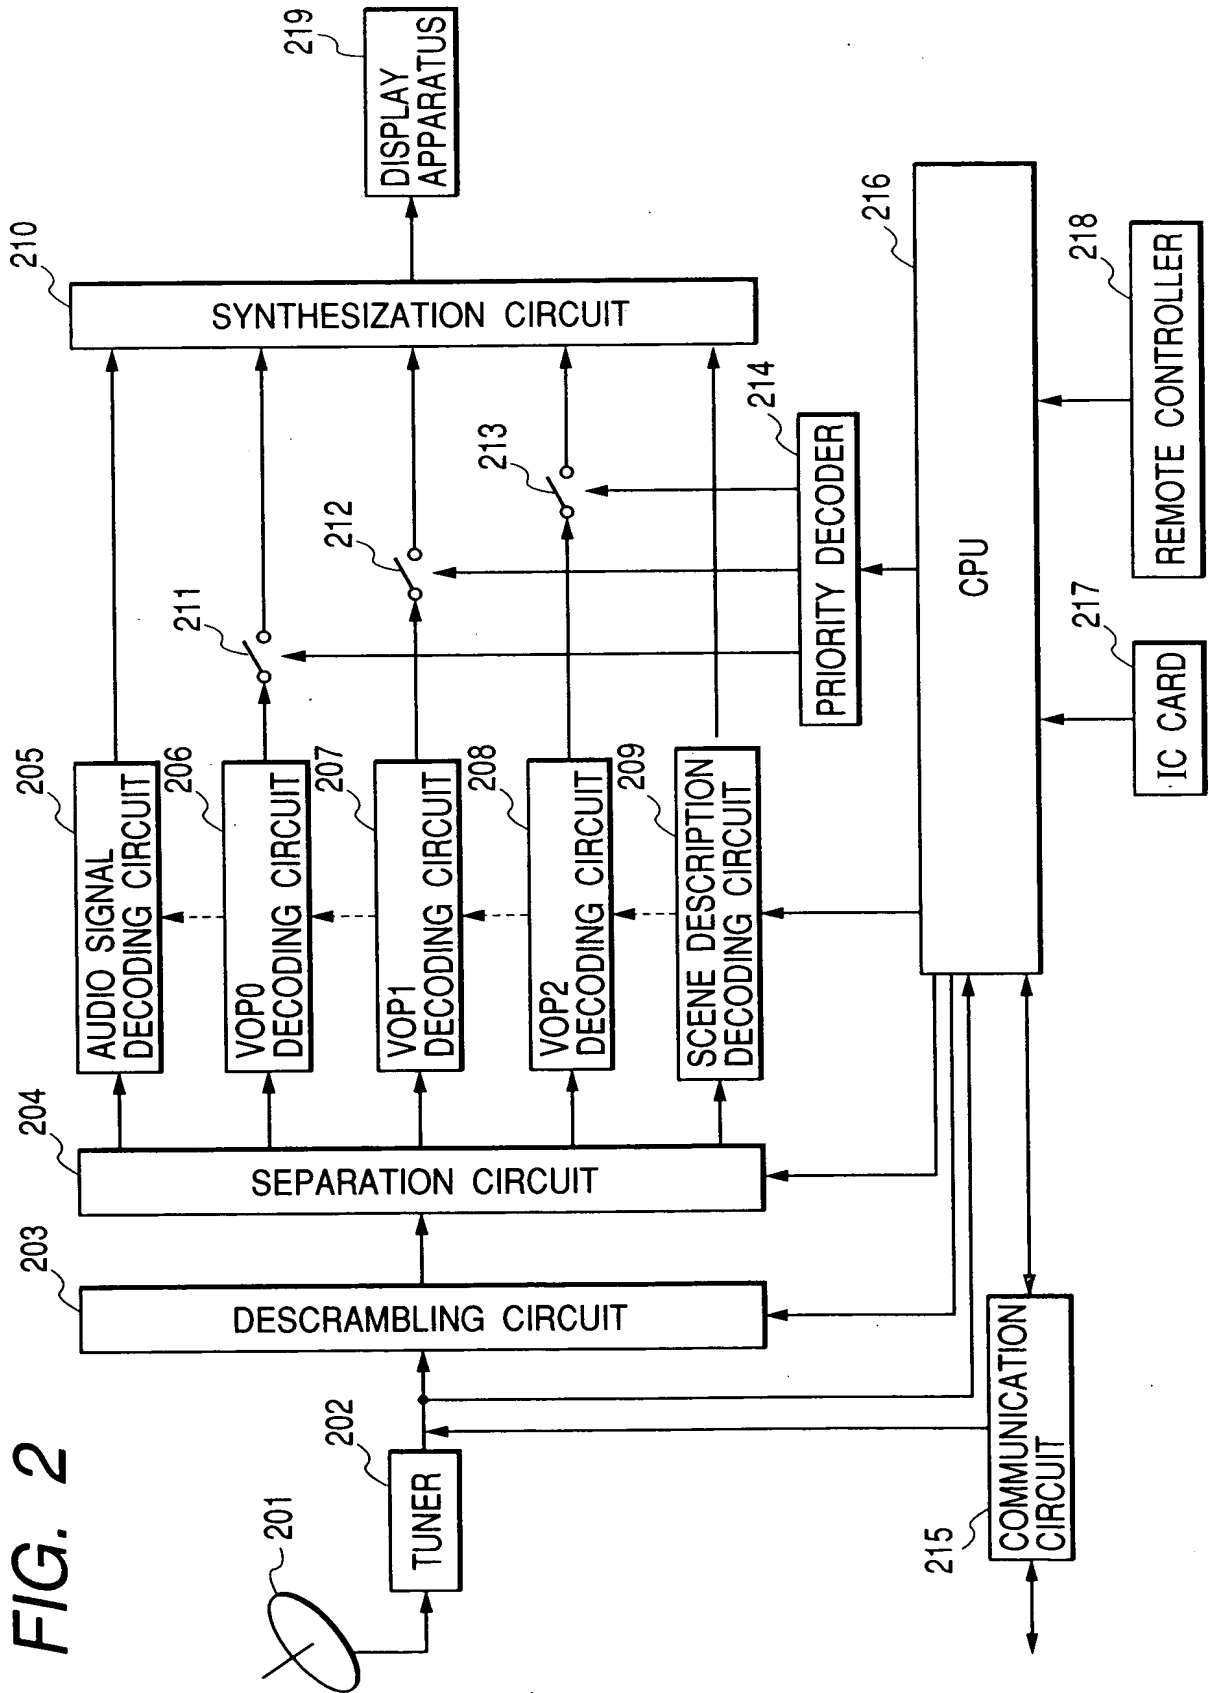 FIG. 2
201
TUNER
202
DESCRAMBLING CIRCUIT
203
SEPARATION CIRCUIT
204
AUDIO SIGNAL
DECODING CIRCUIT
205
VOP0
DECODING CIRCUIT
206
VOP1
DECODING CIRCUIT
207
VOP2
DECODING CIRCUIT
208
SCENE DESCRIPTION
DECODING CIRCUIT
209
211
212
213
SYNTHESIZATION CIRCUIT
210
DISPLAY
APPARATUS
219
PRIORITY DECODER
214
COMMUNICATION
CIRCUIT
215
CPU
216
IC CARD
217
REMOTE CONTROLLER
218